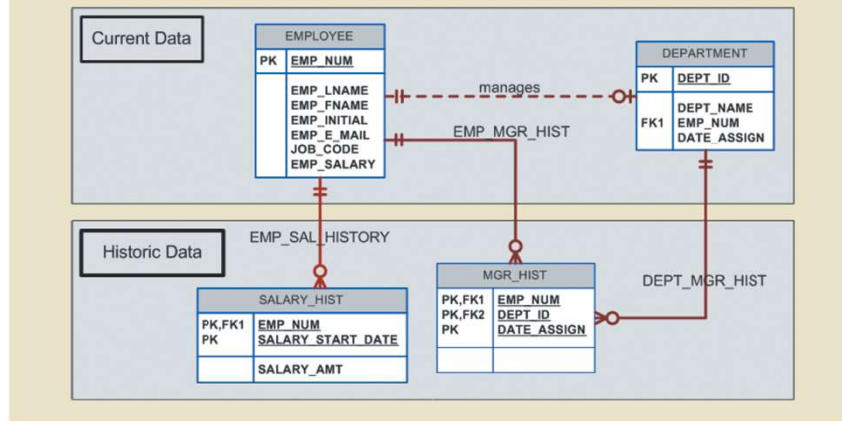 Current Data
EMPLOYEE
PK EMP_NUM
EMP_LNAME
EMP_FNAME
EMP_INITIAL
EMP_E_MAIL
JOB_CODE
EMP_SALARY
manages
EMP_MGR_HIST
DEPARTMENT
PK DEPT_ID
DEPT_NAME
FK1 EMP_NUM
DATE_ASSIGN
Historic Data
EMP_SAL_HISTORY
DEPT_MGR_HIST
SALARY_HIST
PK,FK1 EMP_NUM
PK SALARY_START_DATE
SALARY_AMT
MGR_HIST
PK,FK1 EMP_NUM
PK,FK2 DEPT_ID
PK DATE_ASSIGN